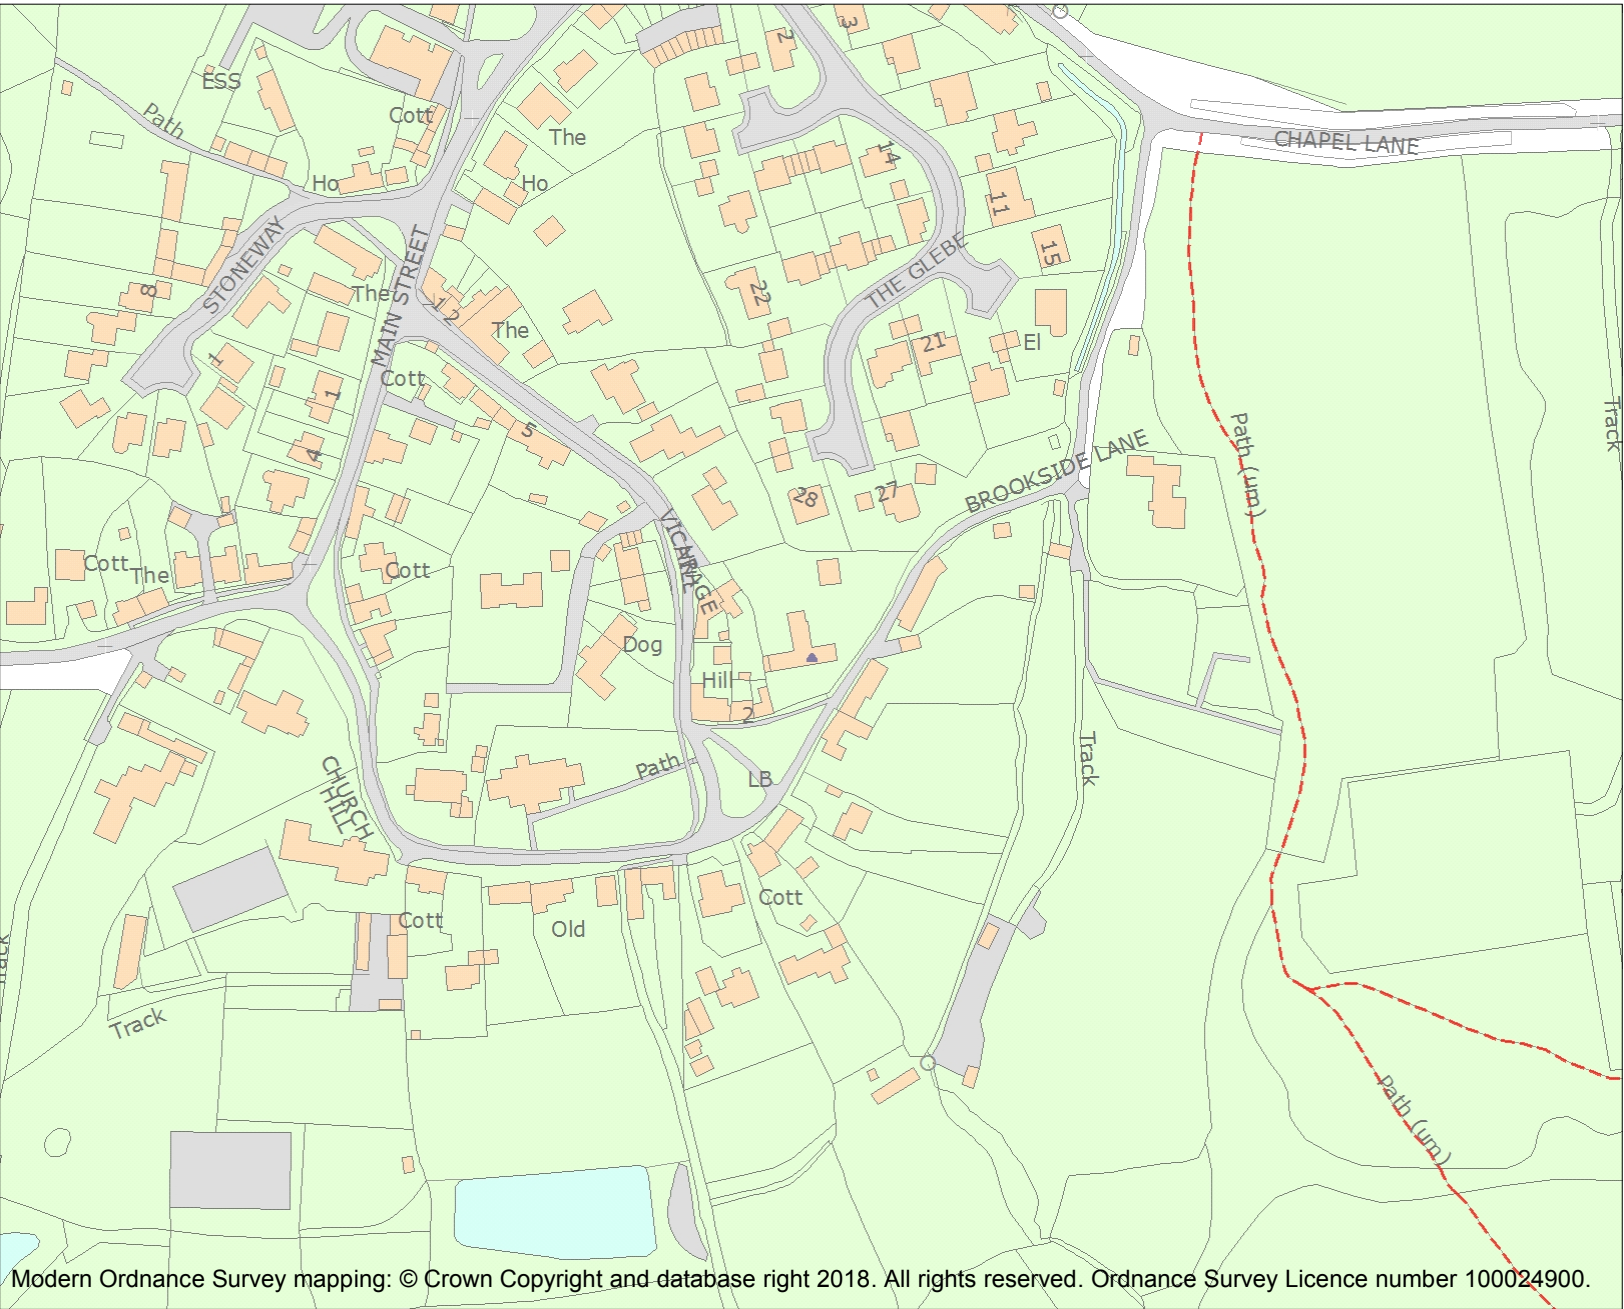 3
2
ESS
Path
Cott
The
CHAPEL LANE
14
Ho
Ho
11
STONEWAY
MAIN STREET
15
THE GLEBE
8
The
12
22
The
21
El
1
Cott
1
5
4
Path (um)
Track
BROOKSIDE LANE
28
27
VICARAGE
HILL
Cott
The
Cott
Dog
Hill
2
Path
LB
Track
CHURCH
HILL
Cott
Cott
Old
Track
Path (um)
Modern Ordnance Survey mapping: © Crown Copyright and database right 2018. All rights reserved. Ordnance Survey Licence number 100024900.